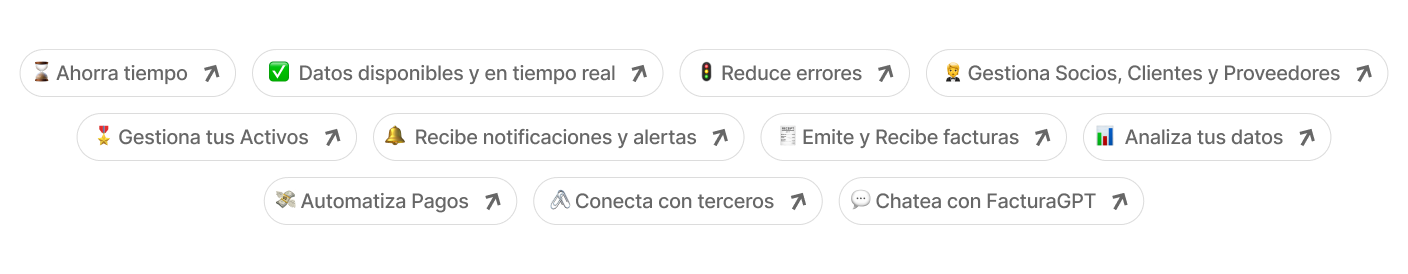 Ahorra tiempo
Datos disponibles y en tiempo real
Reduce errores
Gestiona Socios, Clientes y Proveedores
Gestiona tus Activos
Recibe notificaciones y alertas
Emite y Recibe facturas
Analiza tus datos
Automatiza Pagos
Conecta con terceros
Chatea con FacturaGPT